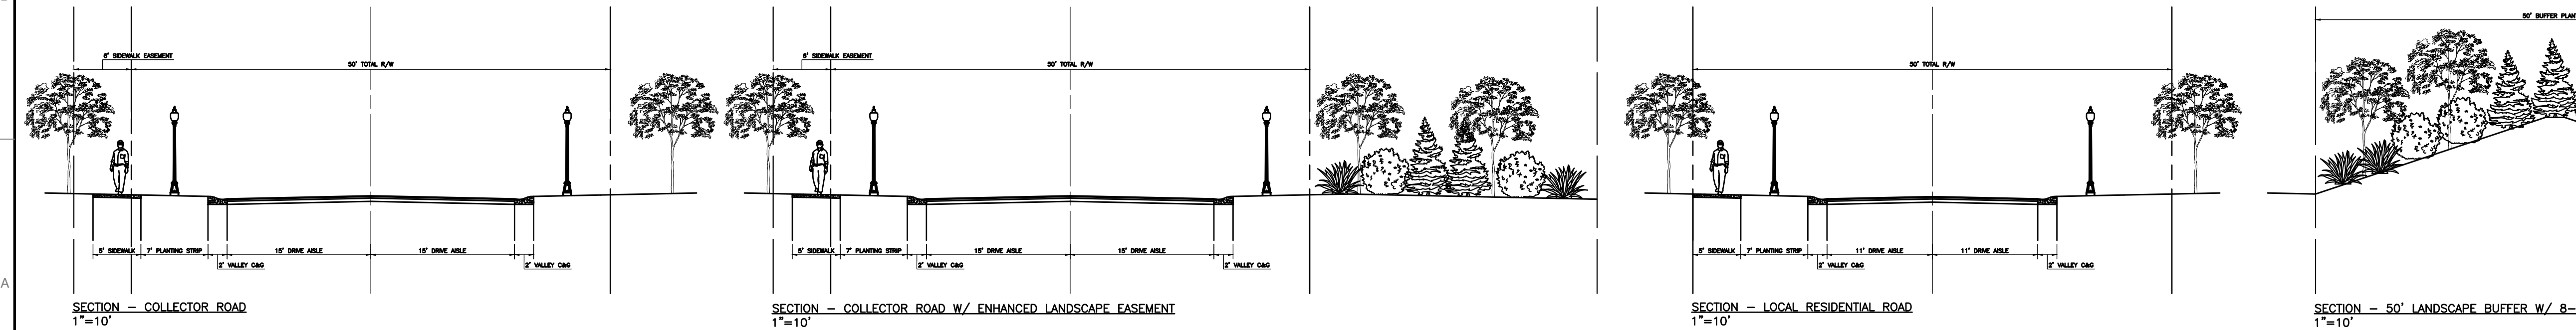 6' SIDEWALK EASEMENT
50' TOTAL R/W
5' SIDEWALK
7' PLANTING STRIP
15' DRIVE AISLE
15' DRIVE AISLE
2' VALLEY C&G
2' VALLEY C&G
SECTION – COLLECTOR ROAD
1"=10'
6' SIDEWALK EASEMENT
50' TOTAL R/W
5' SIDEWALK
7' PLANTING STRIP
15' DRIVE AISLE
15' DRIVE AISLE
2' VALLEY C&G
2' VALLEY C&G
SECTION – COLLECTOR ROAD W/ ENHANCED LANDSCAPE EASEMENT
1"=10'
50' TOTAL R/W
5' SIDEWALK
7' PLANTING STRIP
11' DRIVE AISLE
11' DRIVE AISLE
2' VALLEY C&G
2' VALLEY C&G
SECTION – LOCAL RESIDENTIAL ROAD
1"=10'
50' BUFFER PLAN
SECTION – 50' LANDSCAPE BUFFER W/ 8-
1"=10'
A